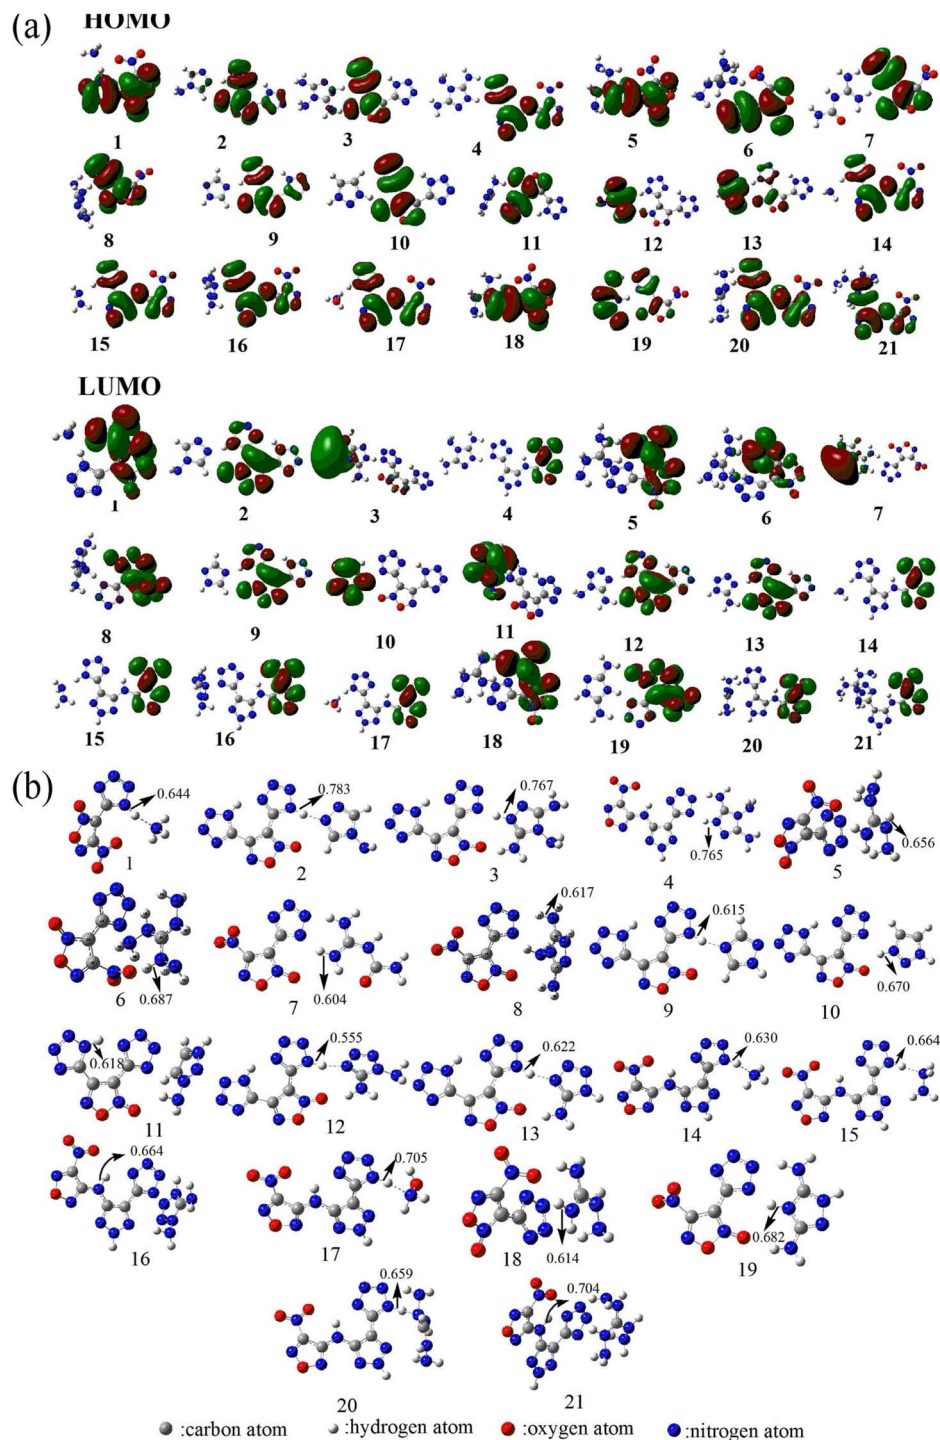 (a) HOMO
1 2 3 4 5 6 7
8 9 10 11 12 13 14
15 16 17 18 19 20 21
LUMO
1 2 3 4 5 6 7
8 9 10 11 12 13 14
15 16 17 18 19 20 21
(b)
0.644 0.783 0.767 0.765 0.656
1 2 3 4 5
0.687 0.604 0.617 0.615 0.670
6 7 8 9 10
0.618 0.555 0.622 0.630 0.664
11 12 13 14 15
0.664 0.705 0.614 0.682
16 17 18 19
0.659 0.704
20 21
:carbon atom :hydrogen atom :oxygen atom :nitrogen atom